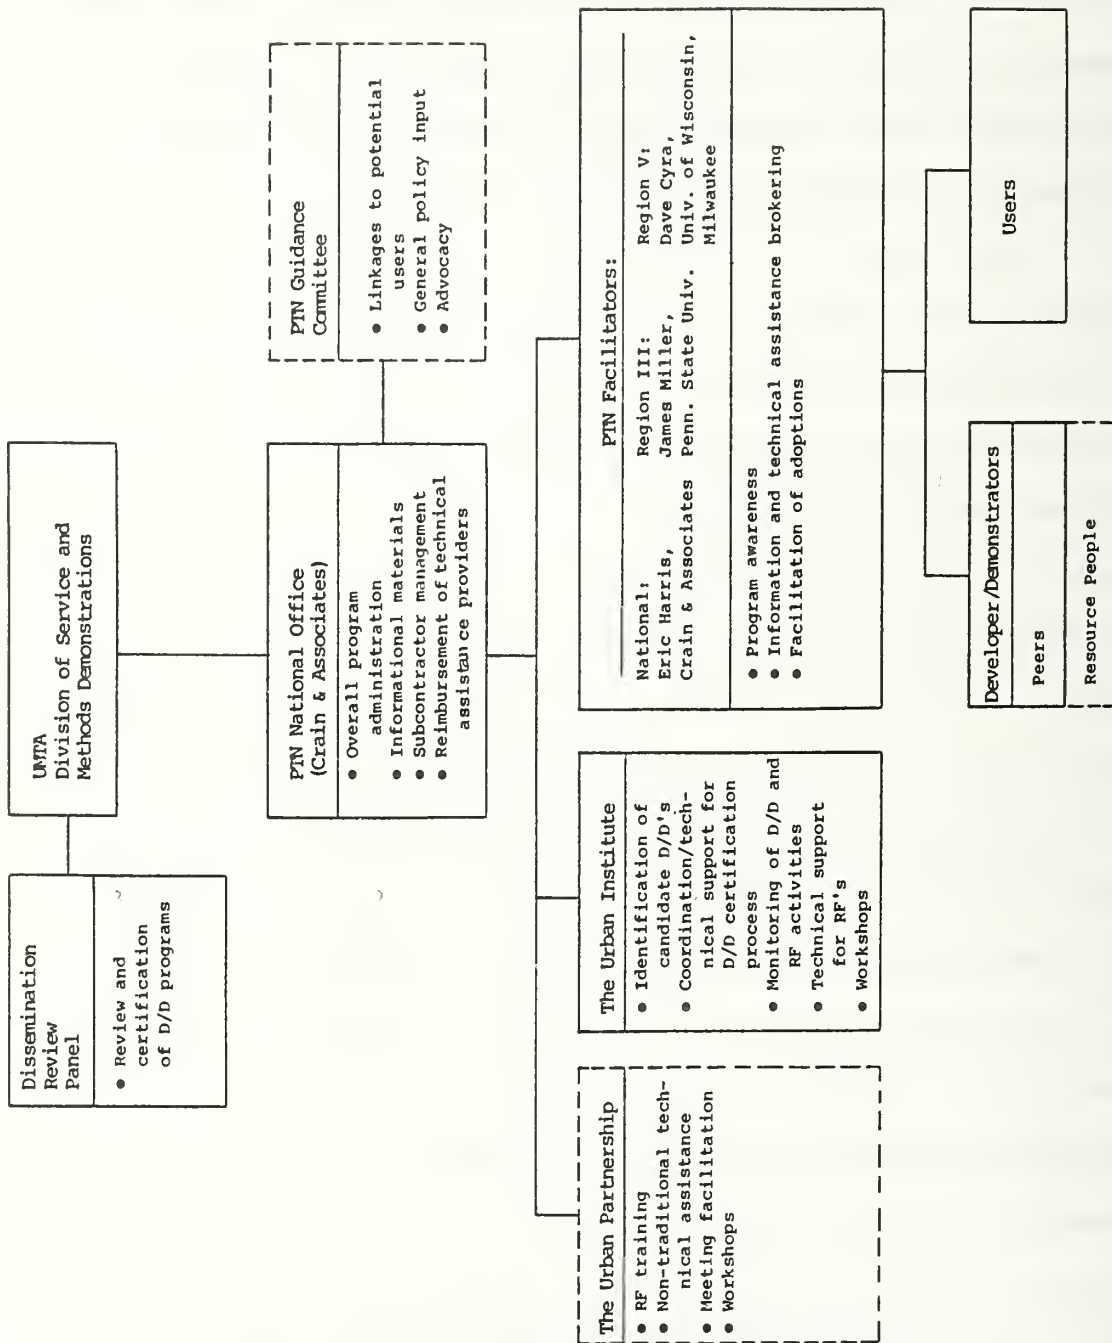 UMTA
Division of Service and
Methods Demonstrations
Dissemination
Review
Panel
• Review and
certification
of D/D programs
PTN National Office
(Crain & Associates)
• Overall program
administration
• Informational materials
• Subcontractor management
• Reimbursement of technical
assistance providers
PTN Guidance
Committee
• Linkages to potential
users
• General policy input
• Advocacy
The Urban Partnership
• RF training
• Non-traditional tech-
nical assistance
• Meeting facilitation
• Workshops
The Urban Institute
• Identification of
candidate D/D's
• Coordination/tech-
nical support for
D/D certification
process
• Monitoring of D/D and
RF activities
• Technical support
for RF's
• Workshops
PTN Facilitators:
National:
Eric Harris,
Crain & Associates
Region III:
James Miller,
Penn. State Univ.
Region V:
Dave Cyra,
Univ. of Wisconsin,
Milwaukee
• Program awareness
• Information and technical assistance brokering
• Facilitation of adoptions
Developer/Demonstrators
Peers
Resource People
Users